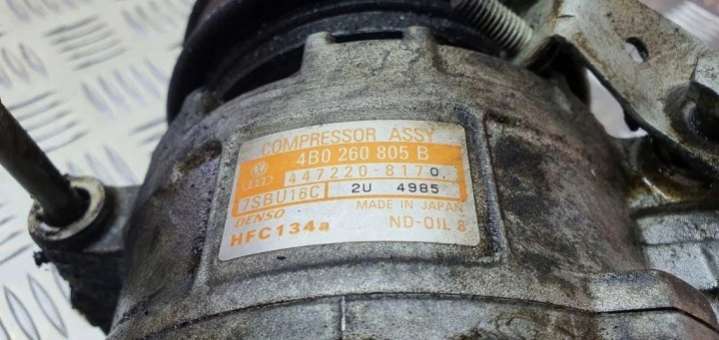 COMPRESSOR ASSY
4B0 260 805 B
447220-8170
7SBU16C 2U 4985
DENSO MADE IN JAPAN
HFC134a ND-OIL 8